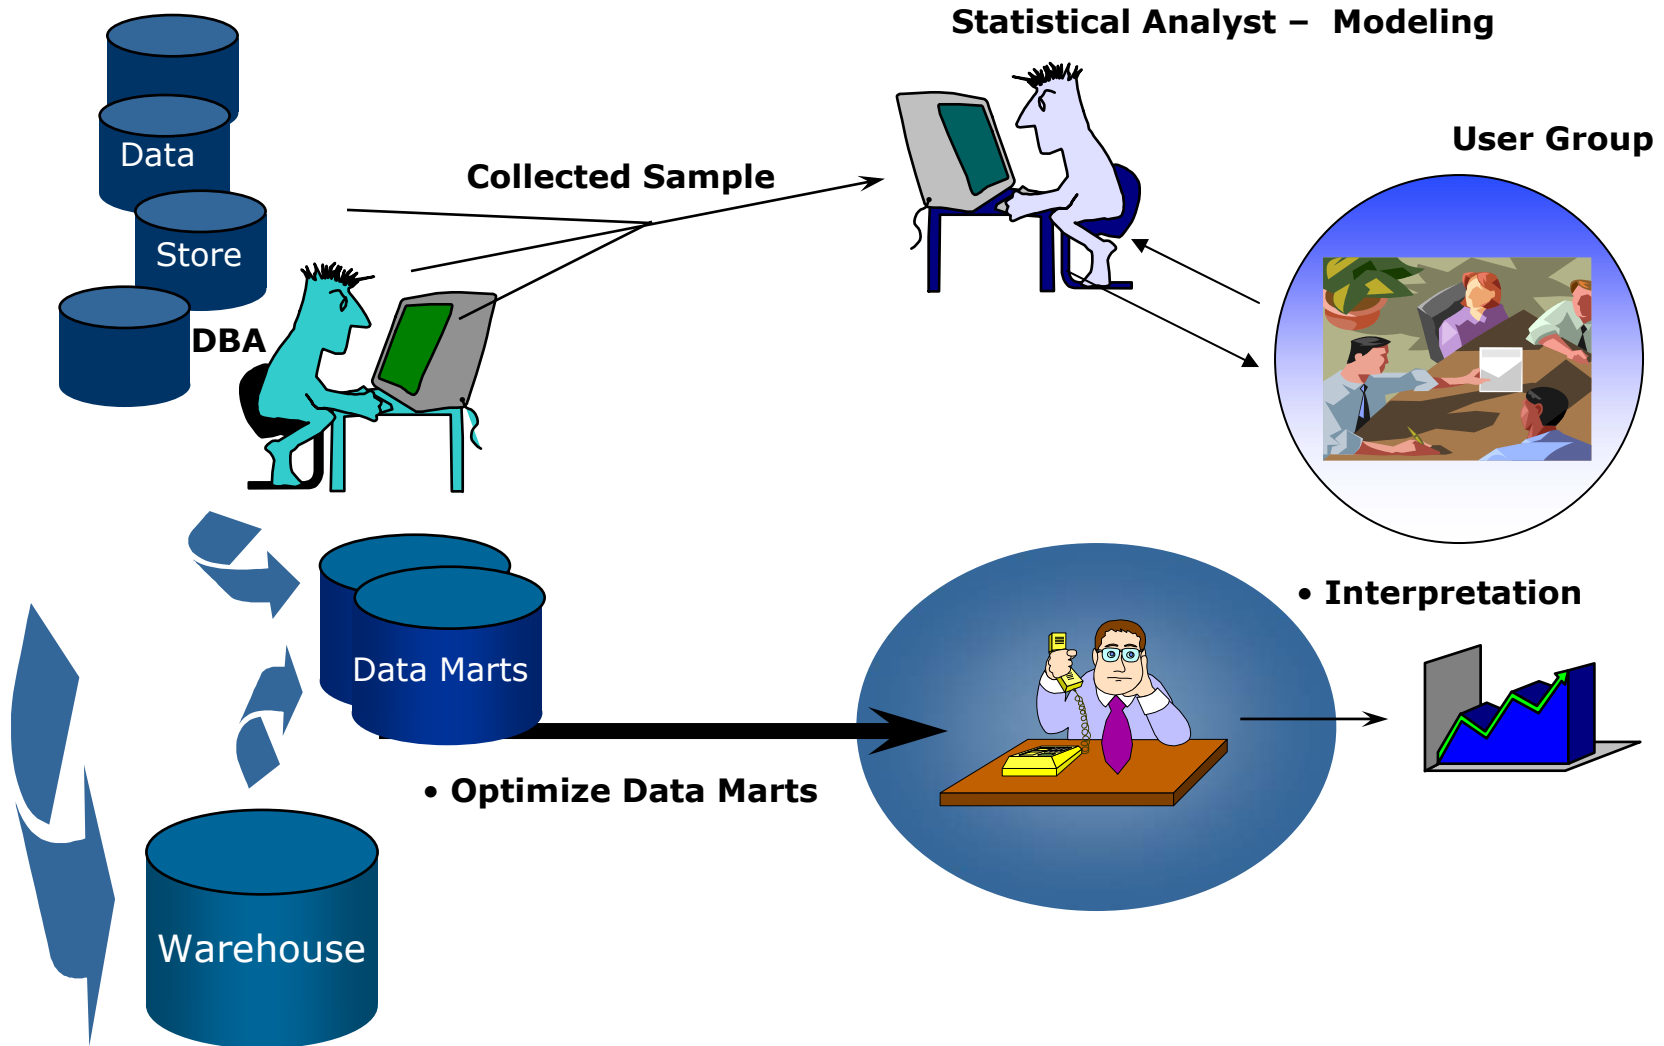 Statistical Analyst – Modeling
User Group
Data
Collected Sample
Store
DBA
• Interpretation
Data Marts
• Optimize Data Marts
Warehouse